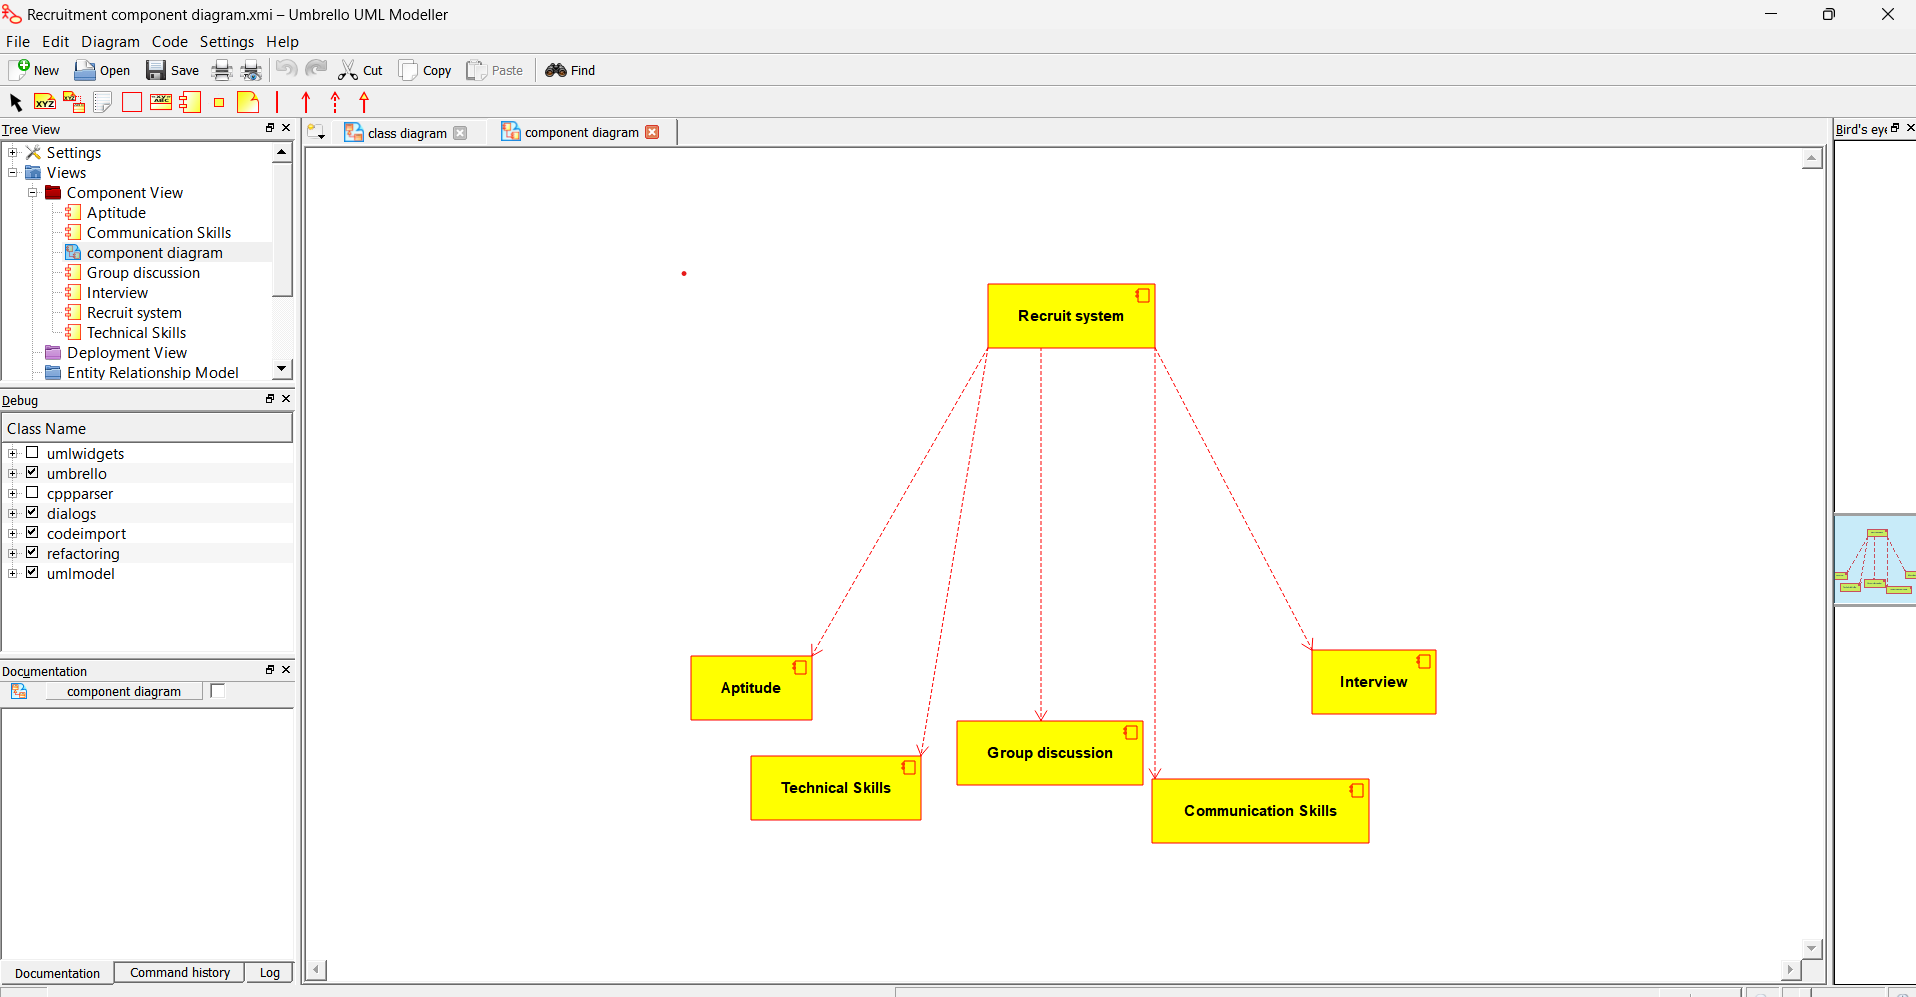 Recruitment component diagram.xmi – Umbrello UML Modeller
File Edit Diagram Code Settings Help
New Open Save Cut Copy Paste Find
XYZ
Tree View
class diagram
component diagram
Bird's eye
Settings
Views
Component View
Aptitude
Communication Skills
component diagram
Group discussion
Interview
Recruit system
Technical Skills
Deployment View
Entity Relationship Model
Debug
Class Name
umlwidgets
umbrello
cppparser
dialogs
codeimport
refactoring
umlmodel
Documentation
component diagram
Documentation Command history Log
Recruit system
Aptitude
Interview
Group discussion
Technical Skills
Communication Skills